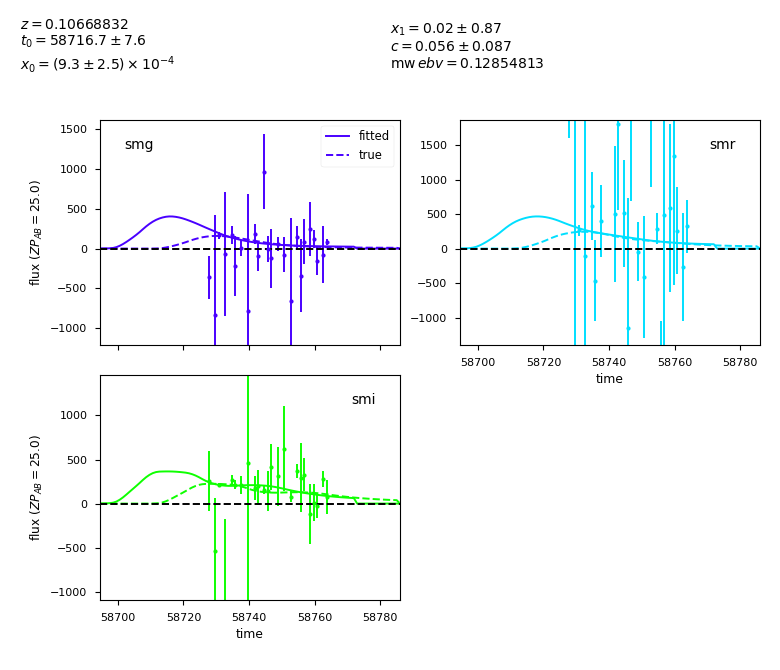 z = 0.10668832
t₀ = 58716.7 ± 7.6
x₀ = (9.3 ± 2.5) × 10⁻⁴
x₁ = 0.02 ± 0.87
c = 0.056 ± 0.087
mw ebv = 0.12854813
smg
fitted
true
1500
1000
500
0
−500
−1000
flux (ZP_AB = 25.0)
smr
1500
1000
500
0
−500
−1000
58700 58720 58740 58760 58780
time
smi
1000
500
0
−500
−1000
flux (ZP_AB = 25.0)
58700 58720 58740 58760 58780
time